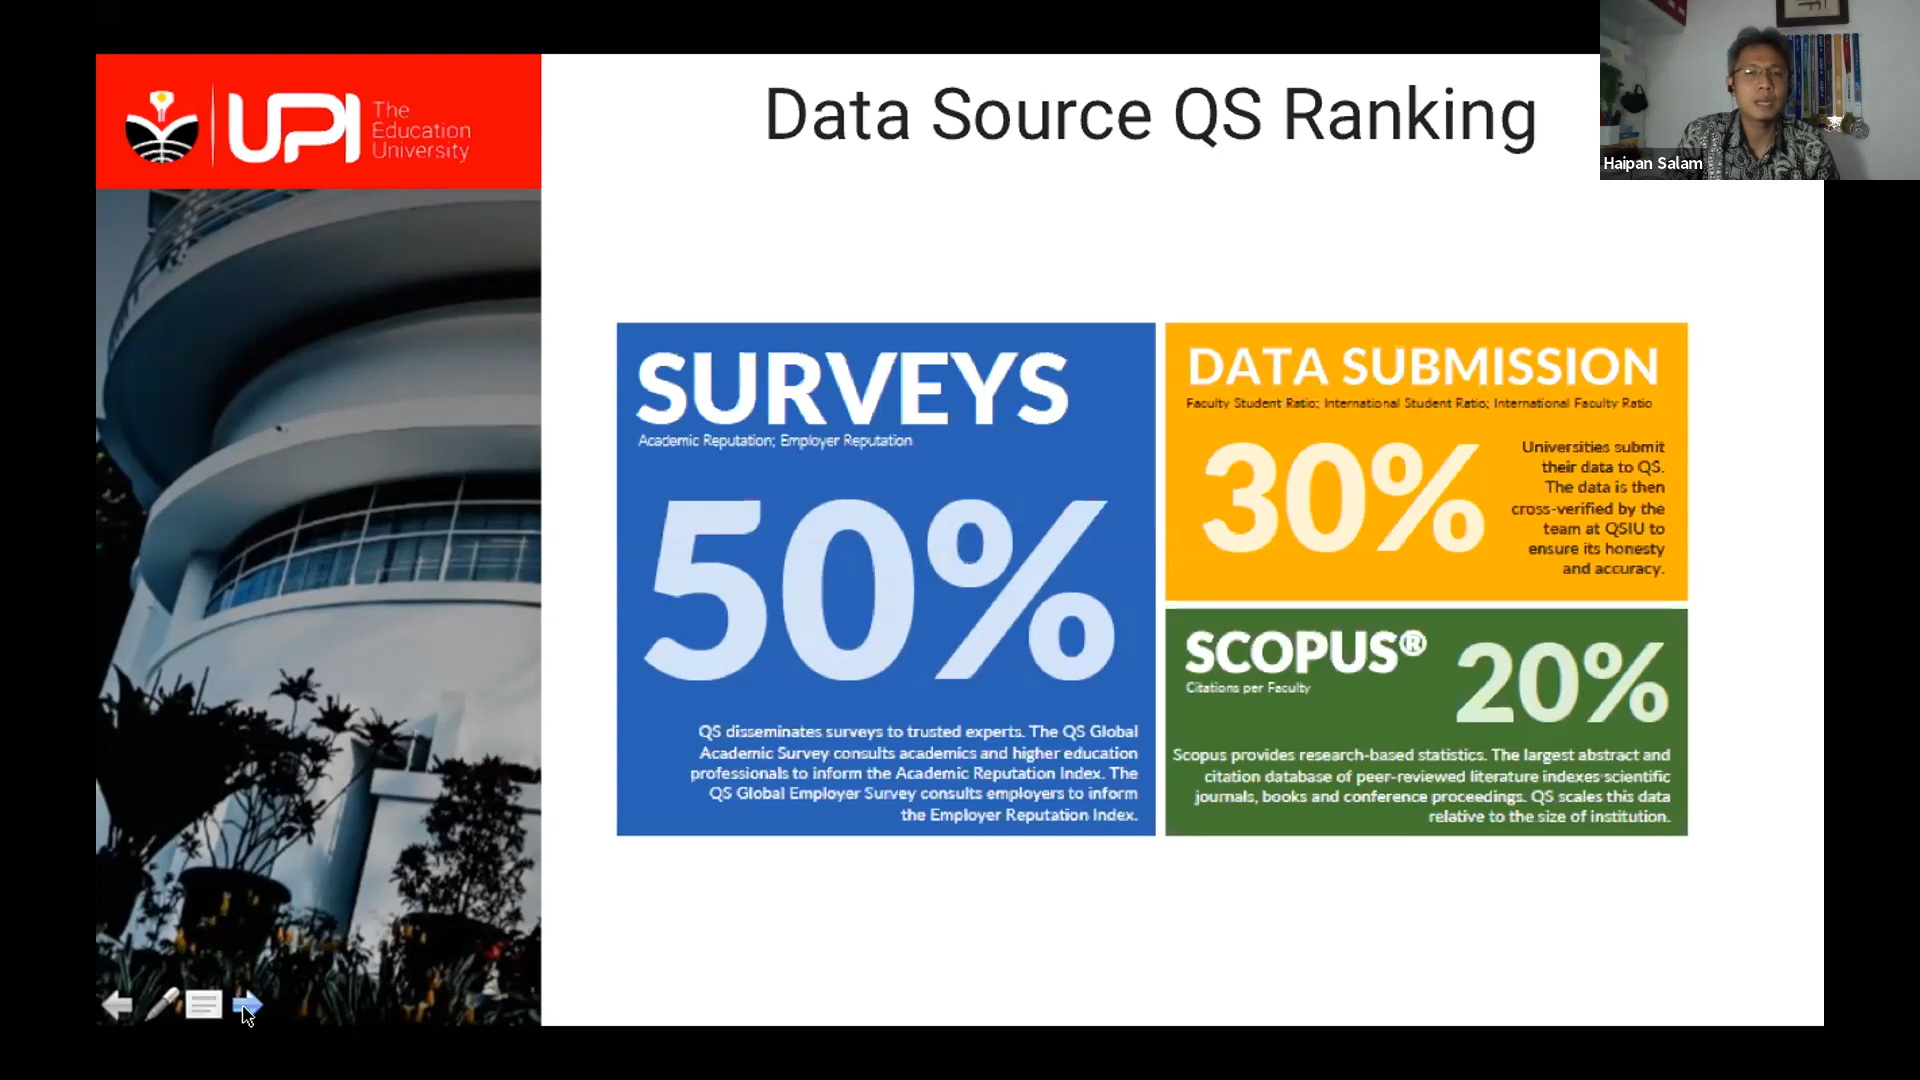 UPI
The
Education
University
Data Source QS Ranking
Haipan Salam
SURVEYS
Academic Reputation; Employer Reputation
50%
QS disseminates surveys to trusted experts. The QS Global
Academic Survey consults academics and higher education
professionals to inform the Academic Reputation Index. The
QS Global Employer Survey consults employers to inform
the Employer Reputation Index.
DATA SUBMISSION
Faculty Student Ratio; International Student Ratio; International Faculty Ratio
30%
Universities submit
their data to QS.
The data is then
cross-verified by the
team at QSIU to
ensure its honesty
and accuracy.
SCOPUS®
Citations per Faculty
20%
Scopus provides research-based statistics. The largest abstract and
citation database of peer-reviewed literature indexes scientific
journals, books and conference proceedings. QS scales this data
relative to the size of institution.